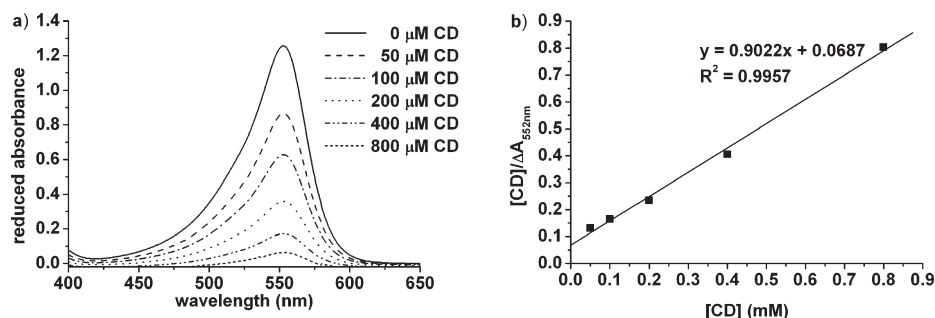 a)
reduced absorbance
1.4
1.2
1.0
0.8
0.6
0.4
0.2
0.0
400 450 500 550 600 650
wavelength (nm)
0 μM CD
50 μM CD
100 μM CD
200 μM CD
400 μM CD
800 μM CD
b)
[CD]/ΔA552nm
0.9
0.8
0.7
0.6
0.5
0.4
0.3
0.2
0.1
0.0
0.0 0.1 0.2 0.3 0.4 0.5 0.6 0.7 0.8 0.9
[CD] (mM)
y = 0.9022x + 0.0687
R² = 0.9957